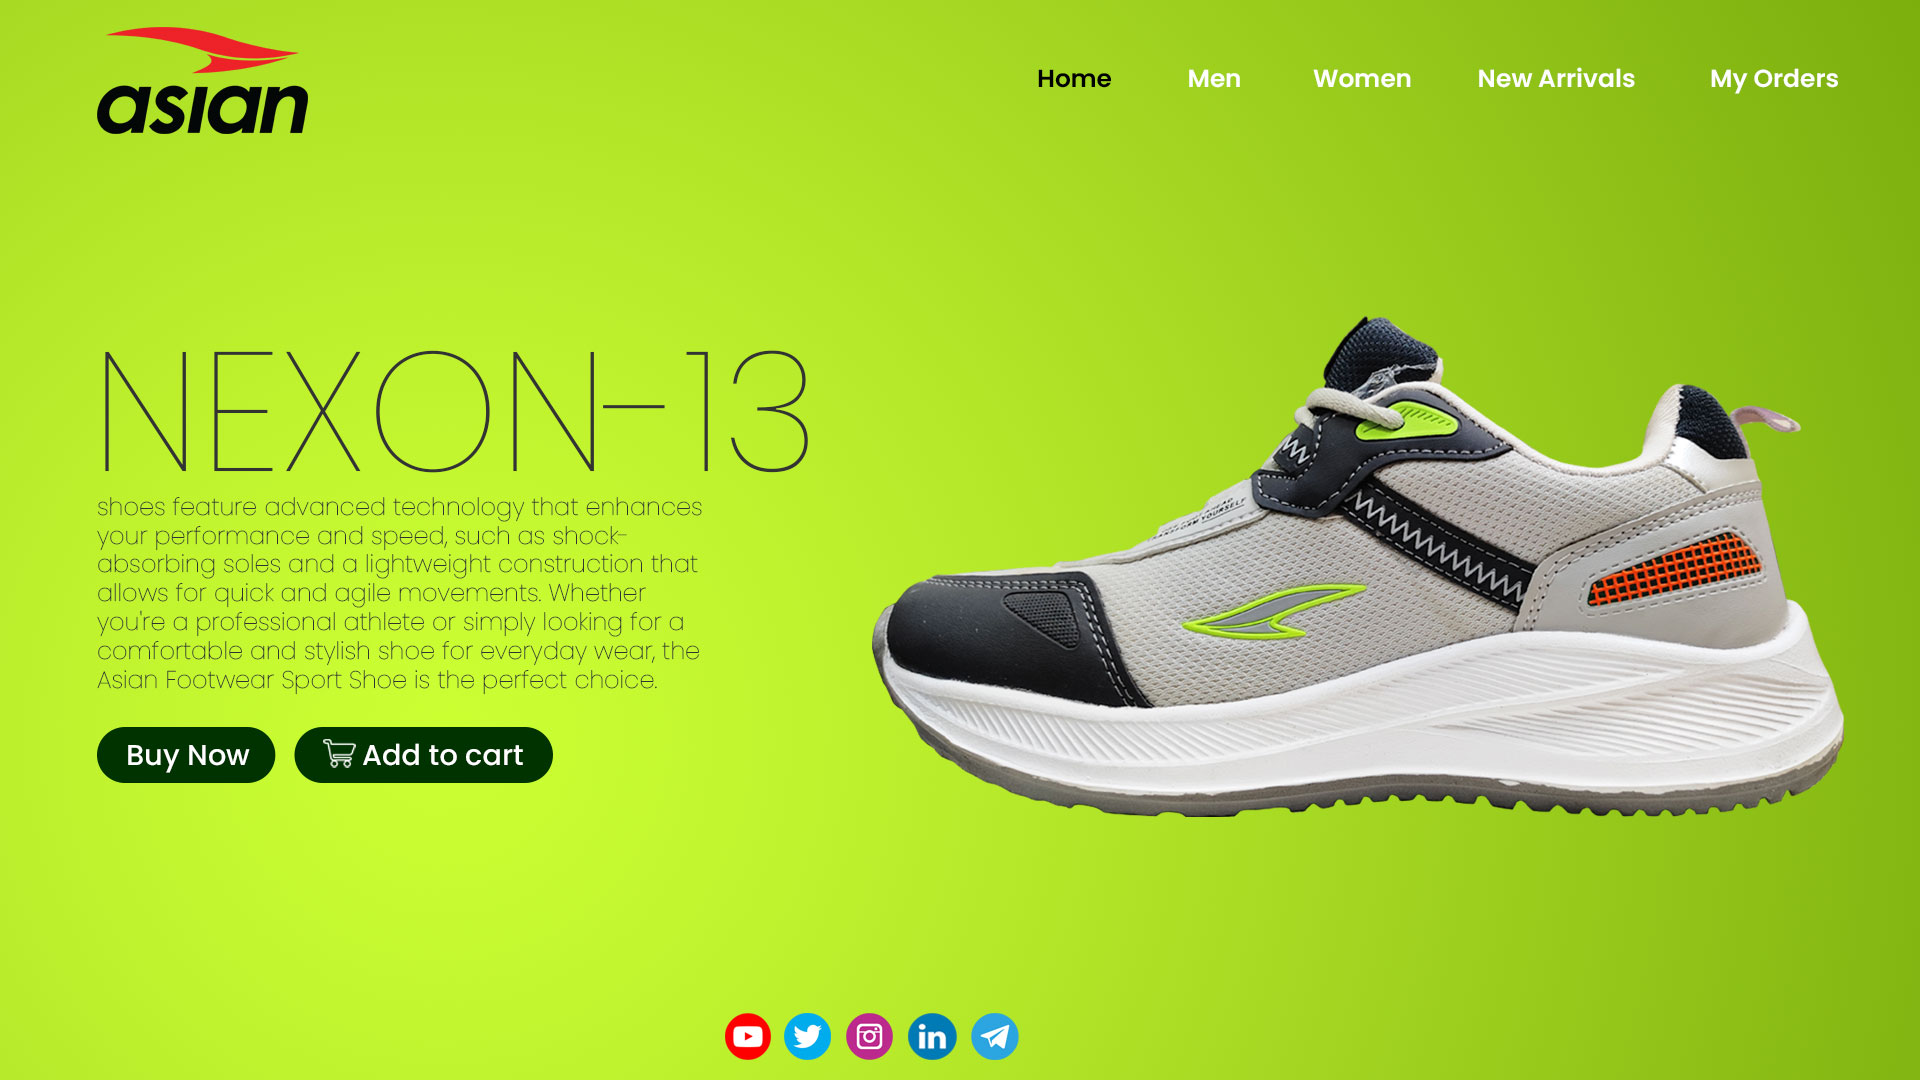 asian
Home Men Women New Arrivals My Orders
NEXON-13
shoes feature advanced technology that enhances
your performance and speed, such as shock-
absorbing soles and a lightweight construction that
allows for quick and agile movements. Whether
you're a professional athlete or simply looking for a
comfortable and stylish shoe for everyday wear, the
Asian Footwear Sport Shoe is the perfect choice.
Buy Now Add to cart
YOURSELF
in